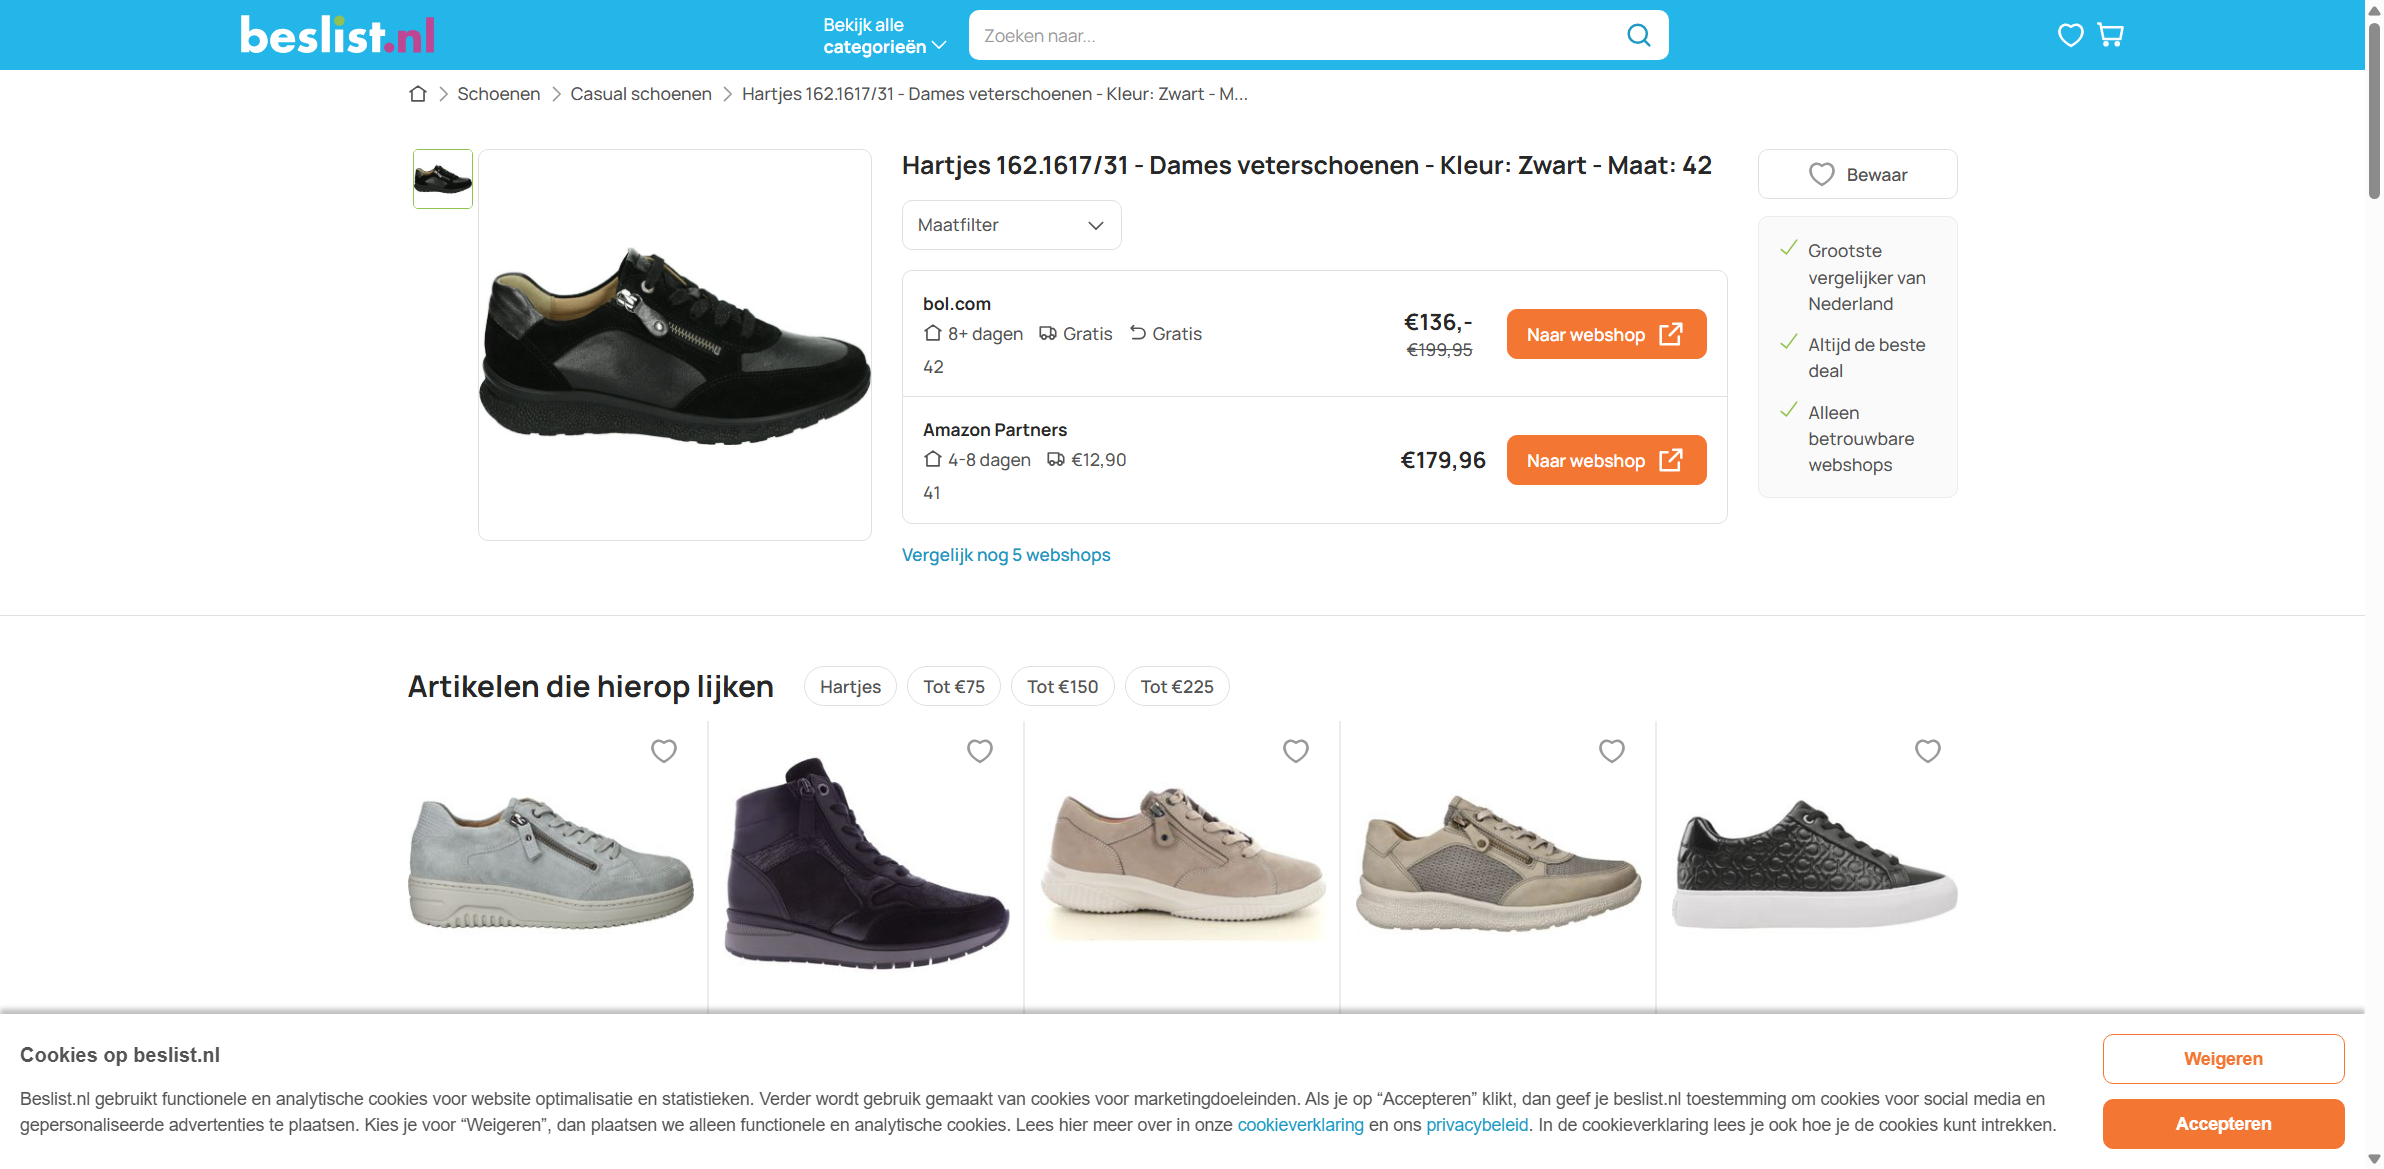 beslist.nl
Bekijk alle
categorieën
Zoeken naar...
Schoenen
Casual schoenen
Hartjes 162.1617/31 - Dames veterschoenen - Kleur: Zwart - M...
Hartjes 162.1617/31 - Dames veterschoenen - Kleur: Zwart - Maat: 42
Maatfilter
bol.com
8+ dagen Gratis Gratis
42
€136,-
€199,95
Naar webshop
Amazon Partners
4-8 dagen €12,90
41
€179,96
Naar webshop
Vergelijk nog 5 webshops
Bewaar
Grootste
vergelijker van
Nederland
Altijd de beste
deal
Alleen
betrouwbare
webshops
Artikelen die hierop lijken
Hartjes
Tot €75
Tot €150
Tot €225
Cookies op beslist.nl
Beslist.nl gebruikt functionele en analytische cookies voor website optimalisatie en statistieken. Verder wordt gebruik gemaakt van cookies voor marketingdoeleinden. Als je op “Accepteren” klikt, dan geef je beslist.nl toestemming om cookies voor social media en
gepersonaliseerde advertenties te plaatsen. Kies je voor “Weigeren”, dan plaatsen we alleen functionele en analytische cookies. Lees hier meer over in onze cookieverklaring en ons privacybeleid. In de cookieverklaring lees je ook hoe je de cookies kunt intrekken.
Weigeren
Accepteren